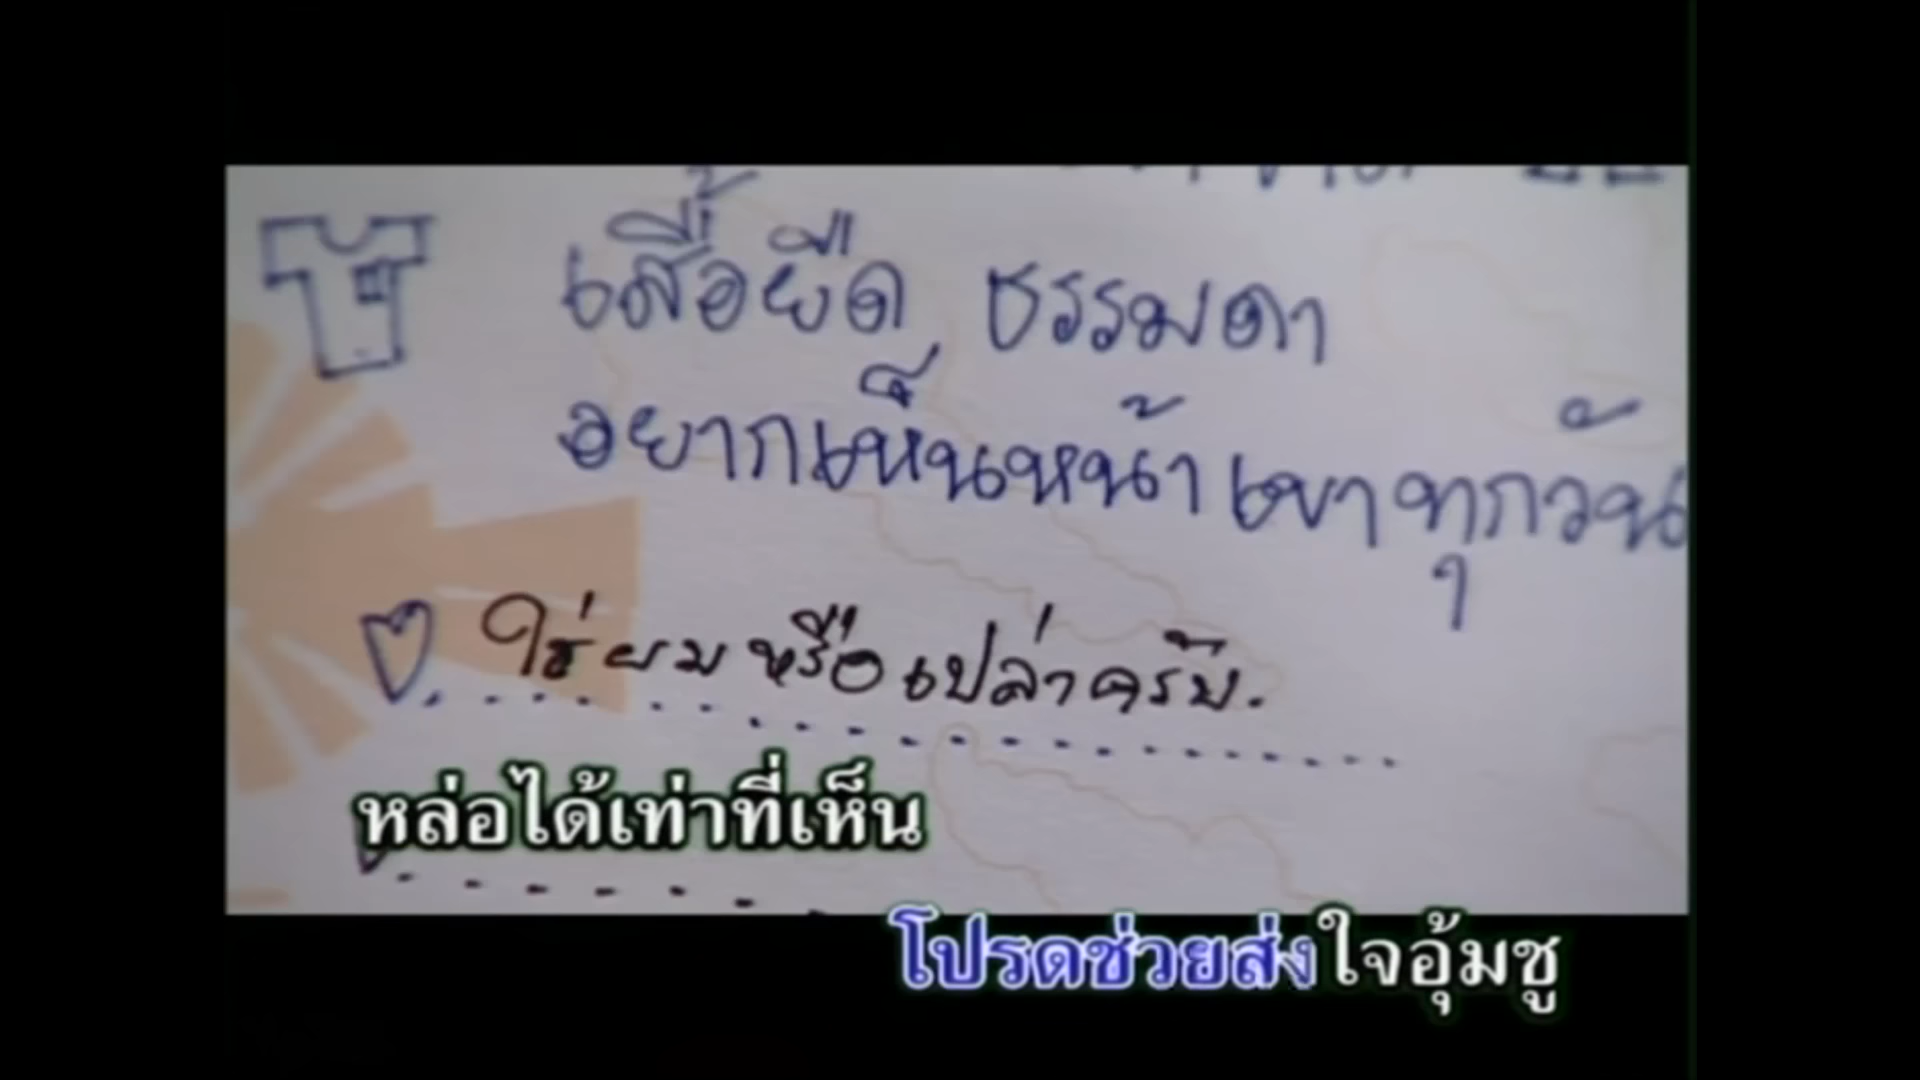 เสื้อยืด ธรรมดา
อยากเห็นหน้าเขาทุกวัน
ใช่ผมหรือเปล่าครับ.
หล่อได้เท่าที่เห็น
โปรดช่วยส่งใจอุ้มชู